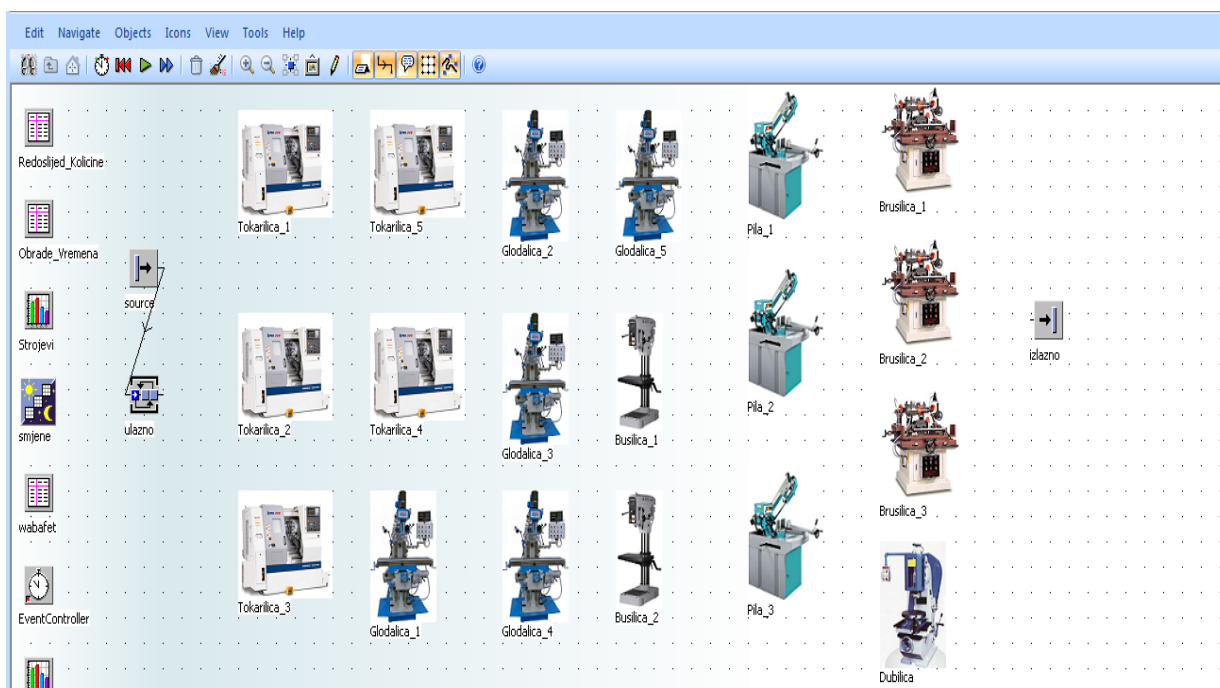 Edit Navigate Objects Icons View Tools Help
Redoslijed_Kolicine
Obrade_Vremena
source
Strojevi
ulazno
smjene
wabafet
EventController
Tokarilica_1
Tokarilica_5
Glodalica_2
Glodalica_5
Pila_1
Brusilica_1
Tokarilica_2
Tokarilica_4
Glodalica_3
Busilica_1
Pila_2
Brusilica_2
izlazno
Tokarilica_3
Glodalica_1
Glodalica_4
Busilica_2
Pila_3
Brusilica_3
Dubilica